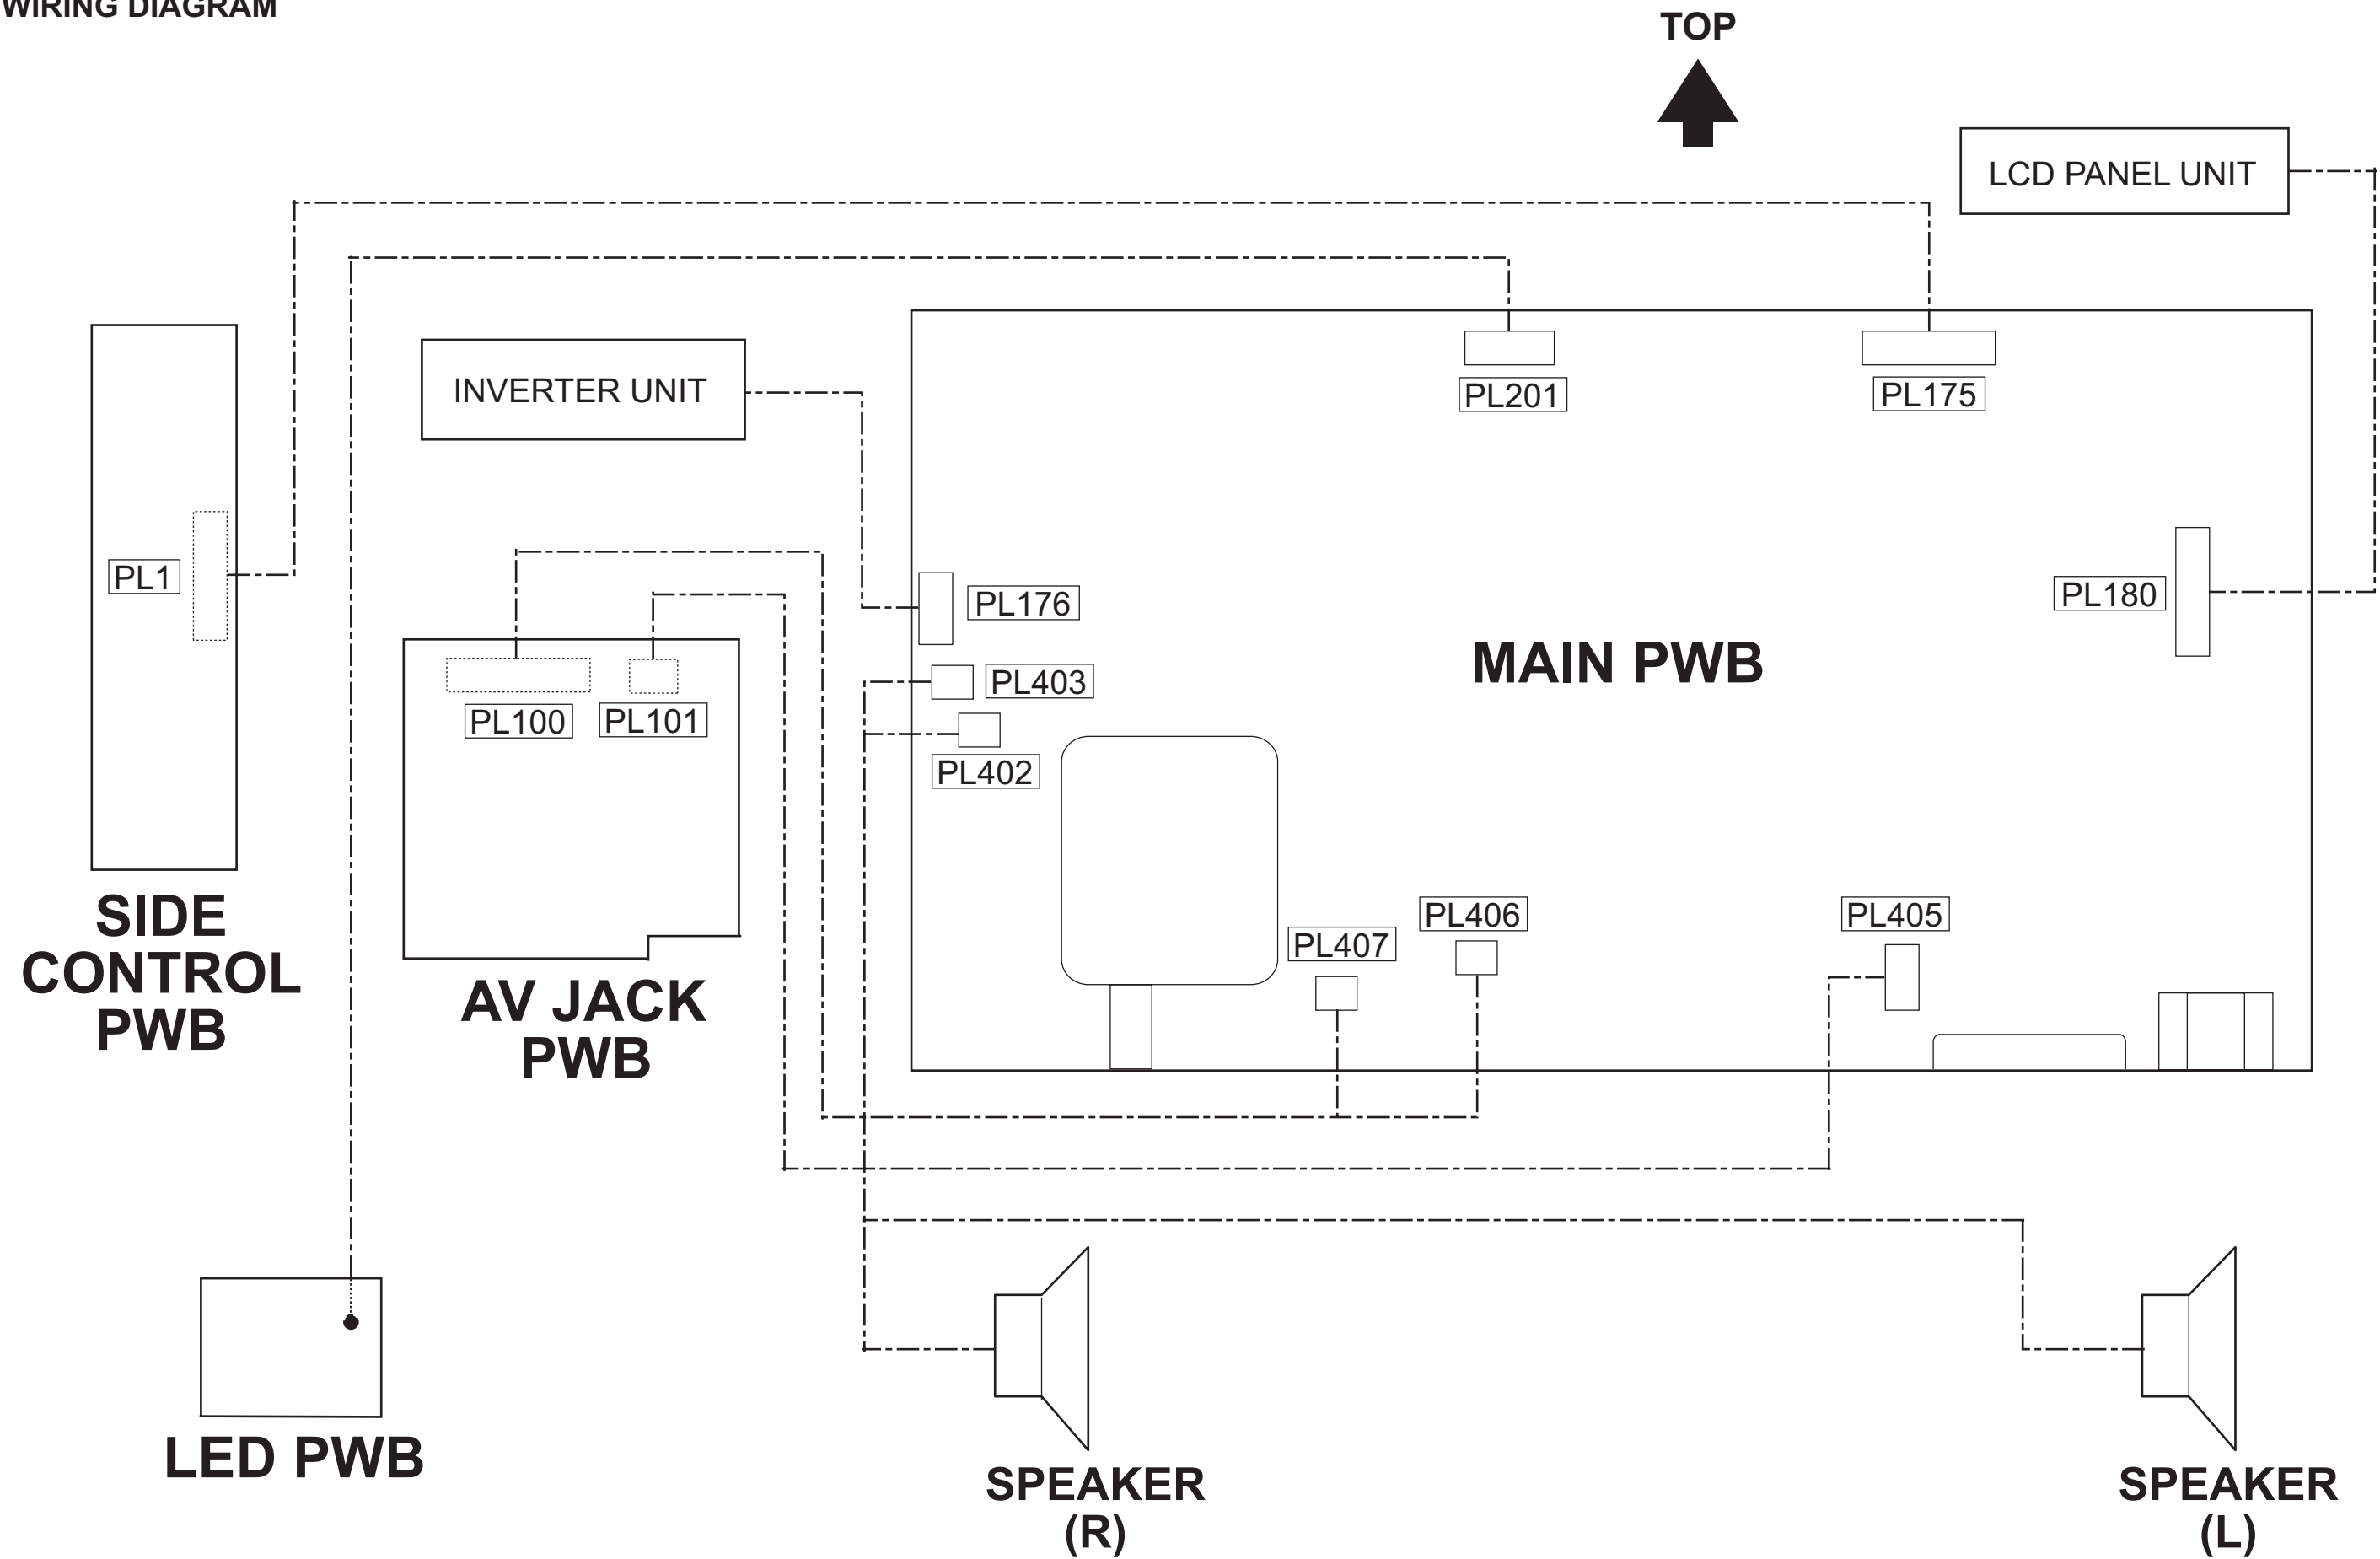 WIRING DIAGRAM
TOP
LCD PANEL UNIT
INVERTER UNIT
PL201
PL175
PL1
PL176
PL180
MAIN PWB
PL403
PL100
PL101
PL402
PL406
PL405
PL407
SIDE
CONTROL
PWB
AV JACK
PWB
LED PWB
SPEAKER
(R)
SPEAKER
(L)